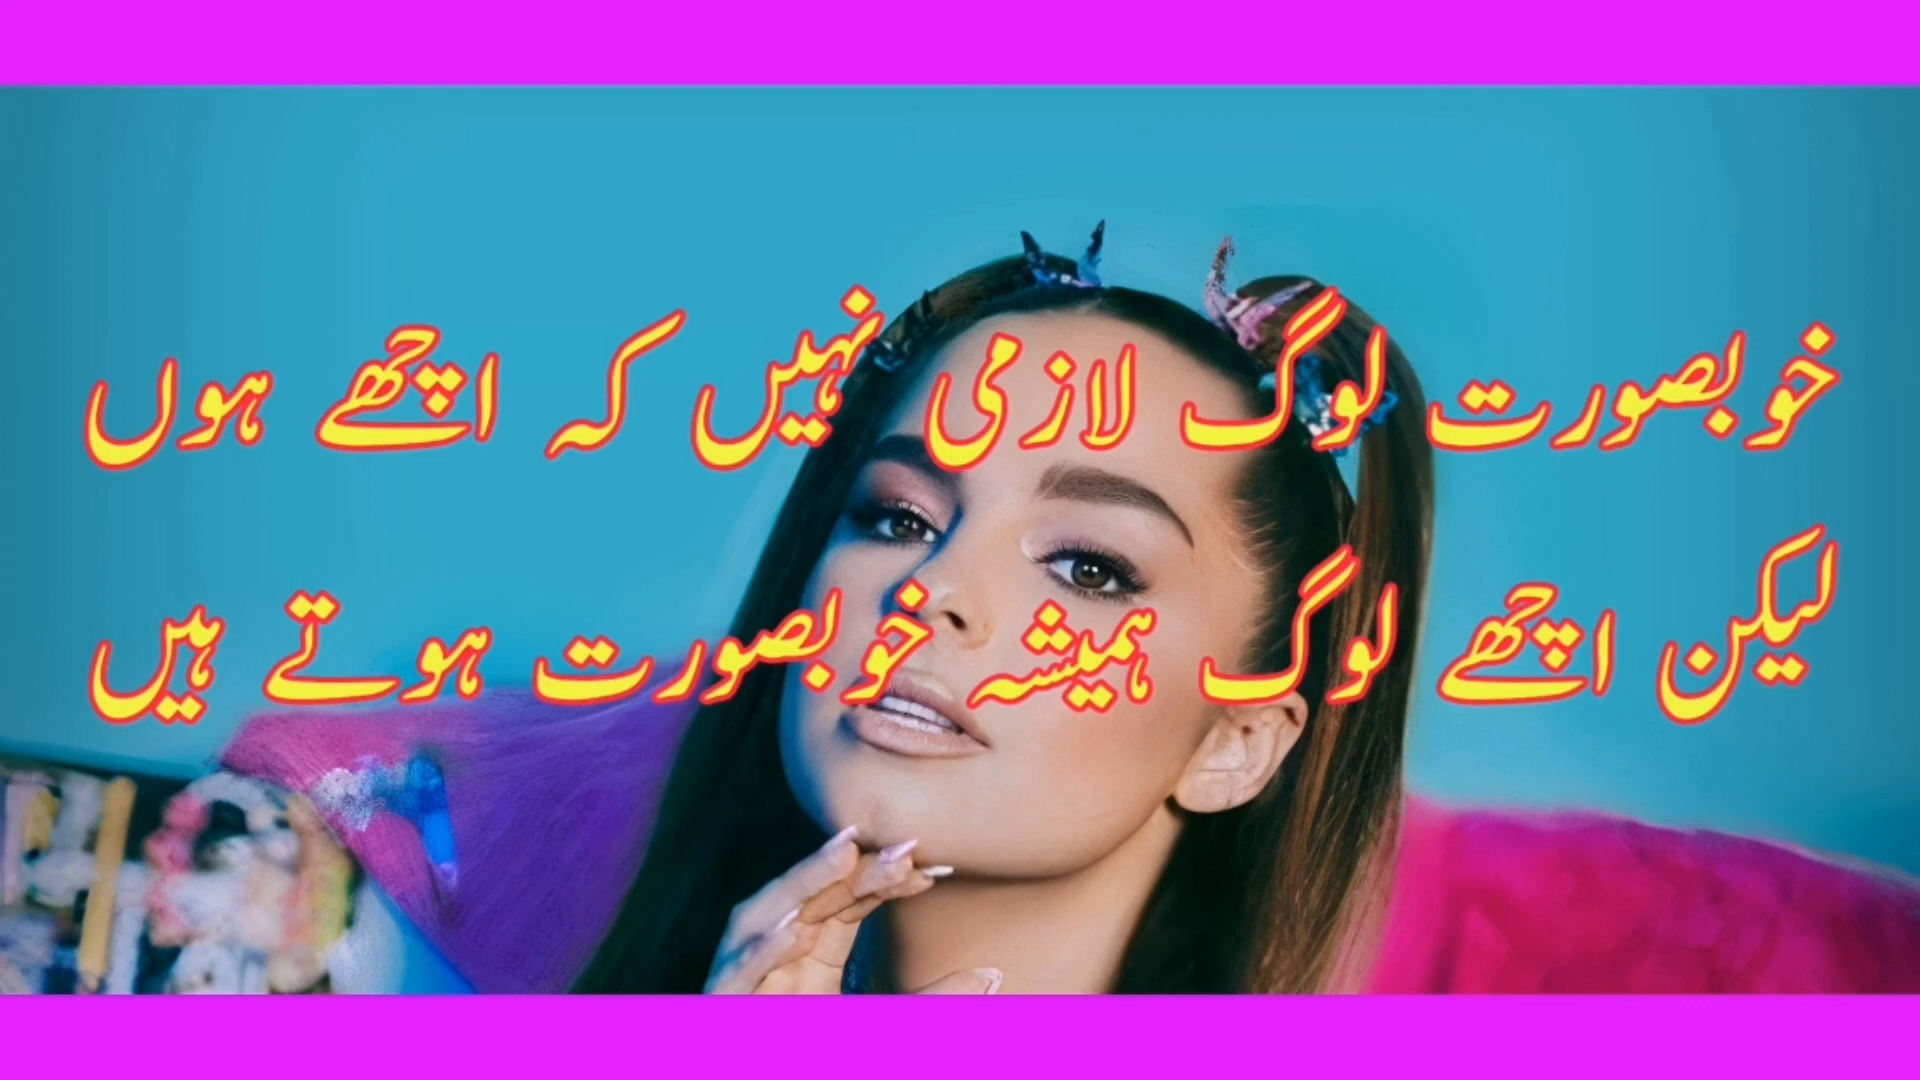 خوبصورت لوگ لازمی نہیں کہ اچھے ہوں
لیکن اچھے لوگ ہمیشہ خوبصورت ہوتے ہیں